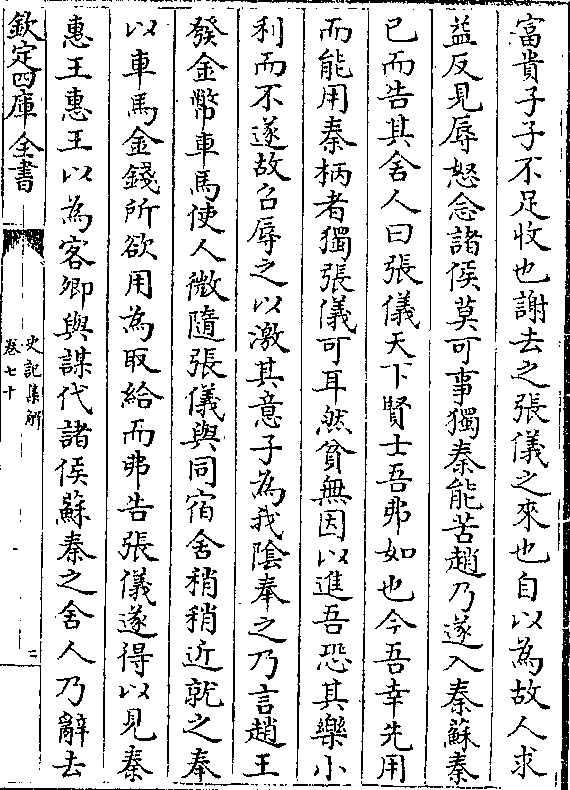 富貴子子不足收也謝去之張儀之來也自以為故人求
益反見辱怒念諸侯莫可事獨秦能苦趙乃遂入秦蘇秦
已而告其舍人曰張儀天下賢士吾弗如也今吾幸先用
而能用秦柄者獨張儀可耳然貧無因以進吾恐其樂小
利而不遂故召辱之以激其意子為我陰奉之乃言趙王
發金幣車馬使人微隨張儀與同宿舍稍稍近就之奉
以車馬金錢所欲用為取給而弗告張儀遂得以見秦
惠王惠王以為客卿與謀伐諸侯蘇秦之舍人乃辭去
欽定四庫全書
史記集解
卷七十
二